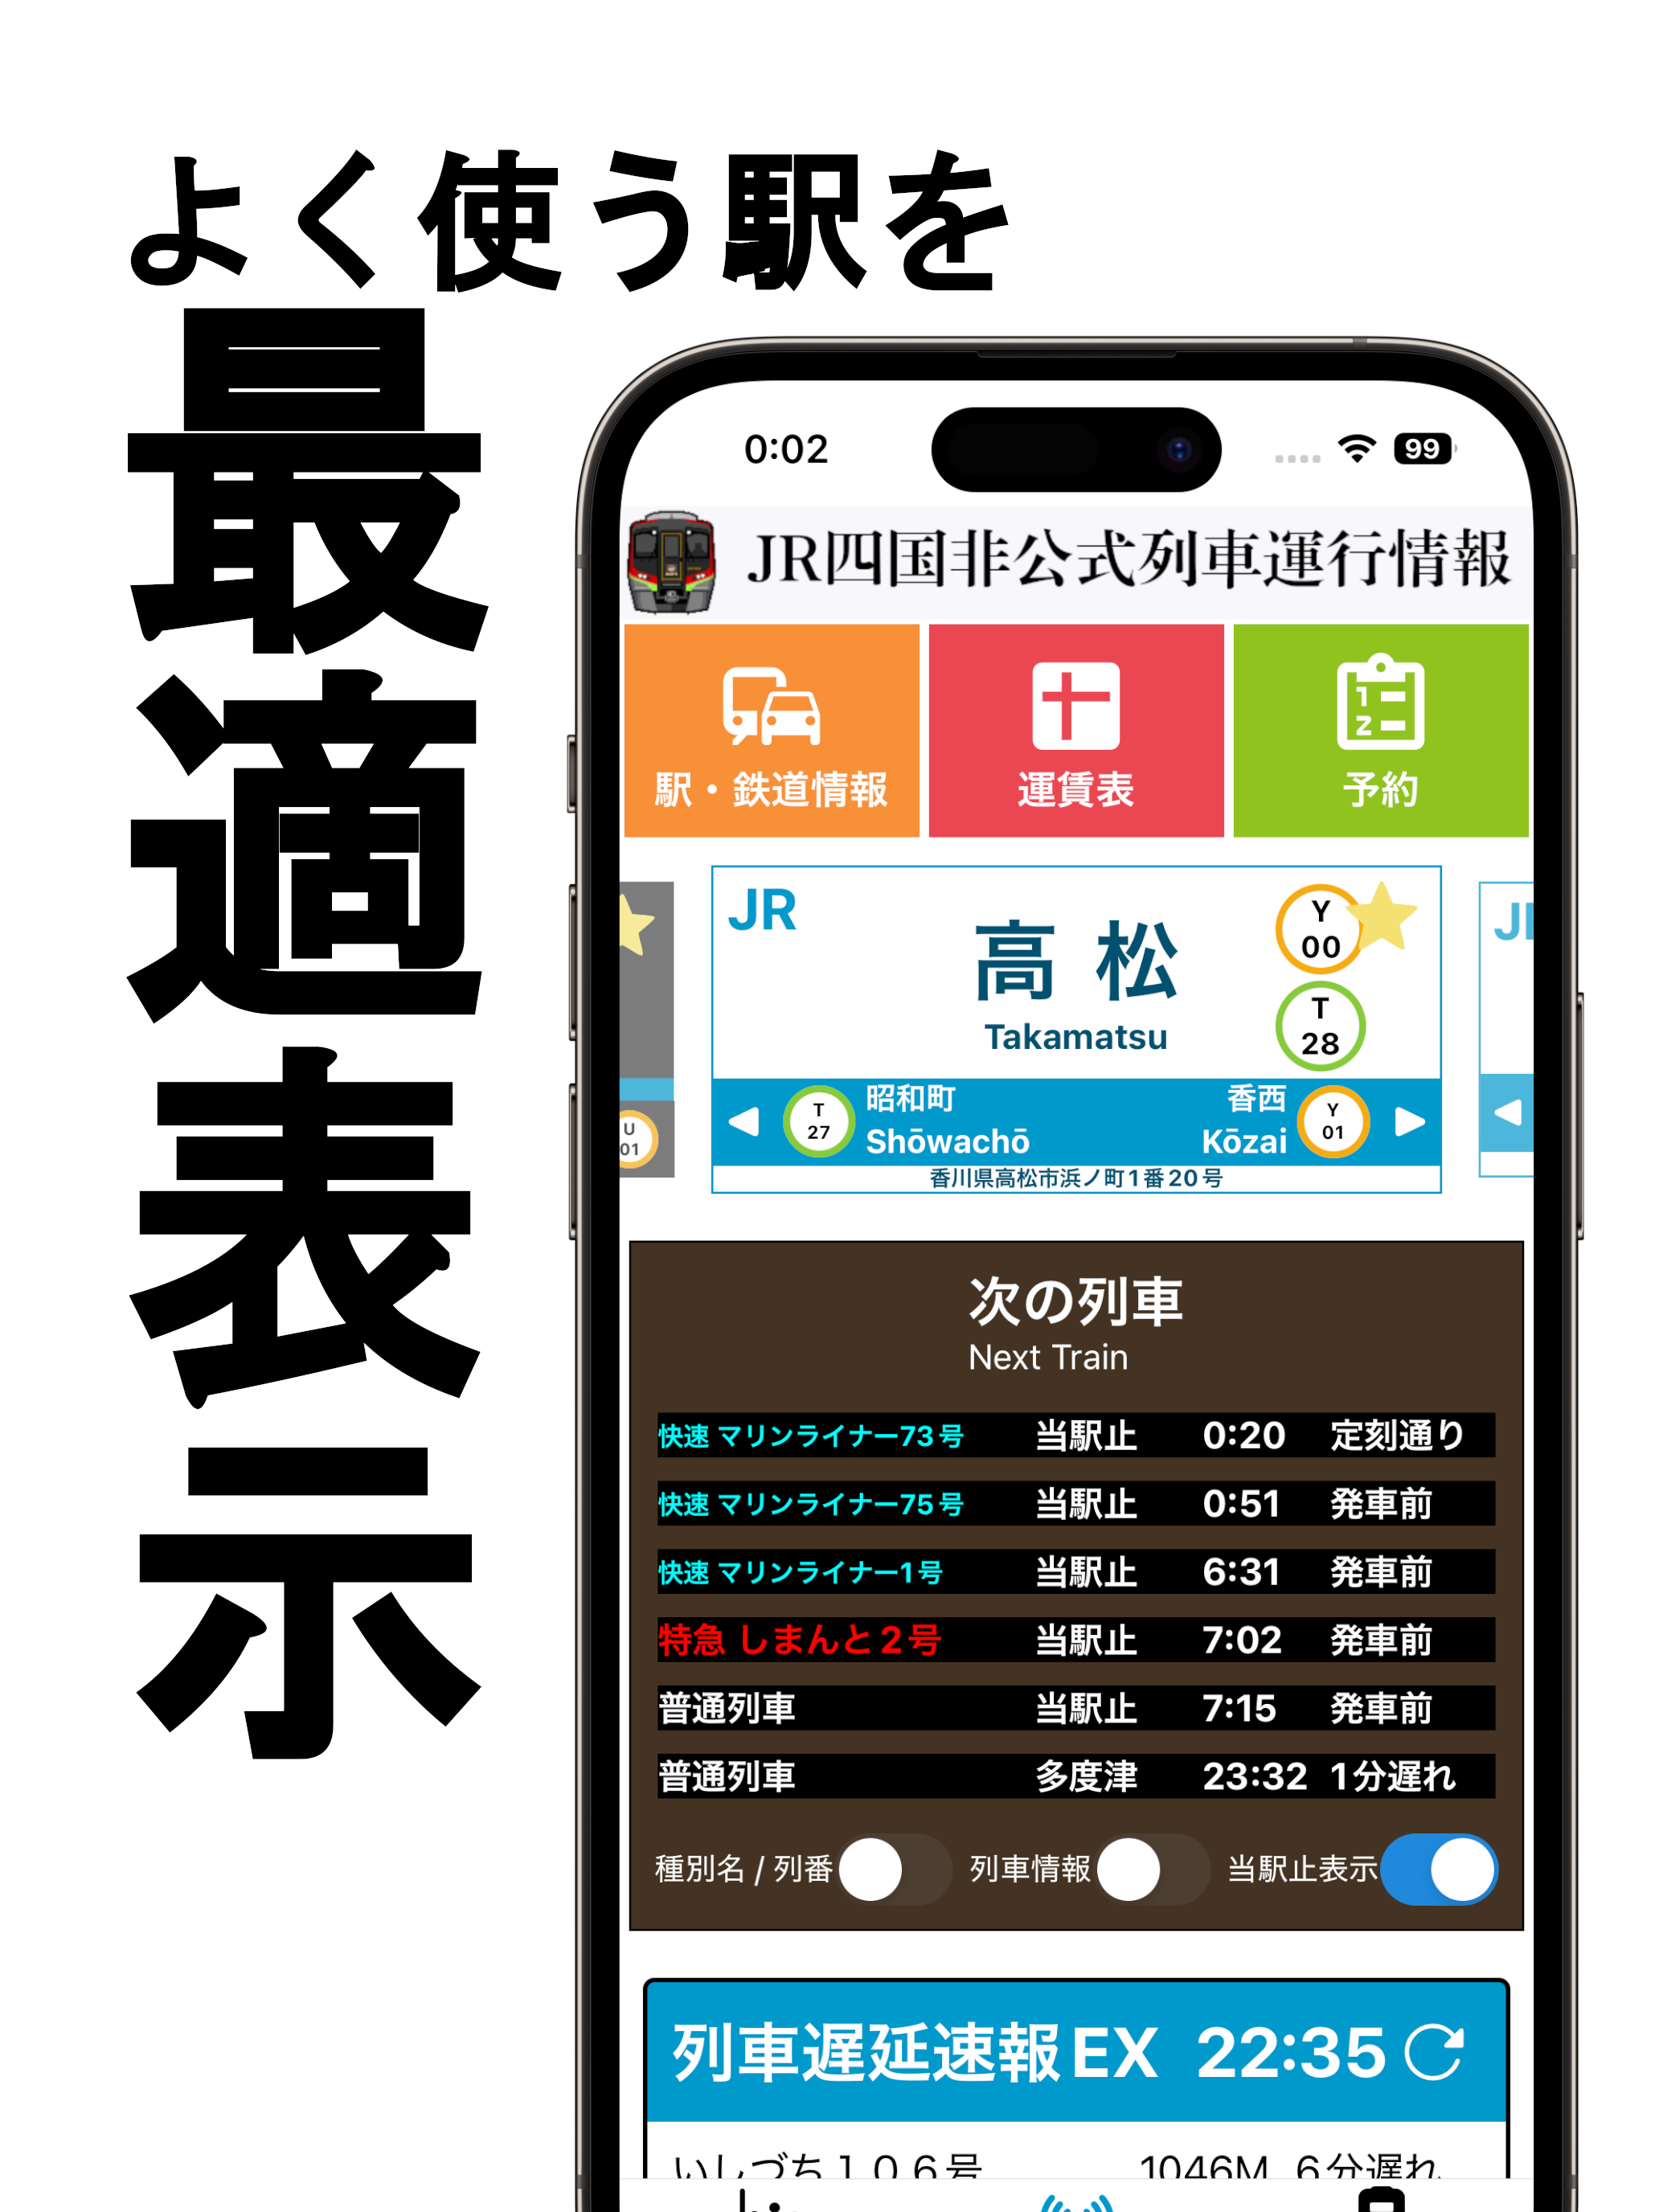 よく使う駅を
最適表示
0:02
99
JR四国非公式列車運行情報
駅・鉄道情報
運賃表
予約
JR
高松
Takamatsu
Y
00
T
28
U
01
T
27
昭和町
Shōwachō
香西
Kōzai
Y
01
香川県高松市浜ノ町1番20号
次の列車
Next Train
快速 マリンライナー73号 当駅止 0:20 定刻通り
快速 マリンライナー75号 当駅止 0:51 発車前
快速 マリンライナー1号 当駅止 6:31 発車前
特急 しまんと２号 当駅止 7:02 発車前
普通列車 当駅止 7:15 発車前
普通列車 多度津 23:32 1分遅れ
種別名 / 列番 列車情報 当駅止表示
列車遅延速報EX 22:35
いしづち１０６号 1046M 6分遅れ